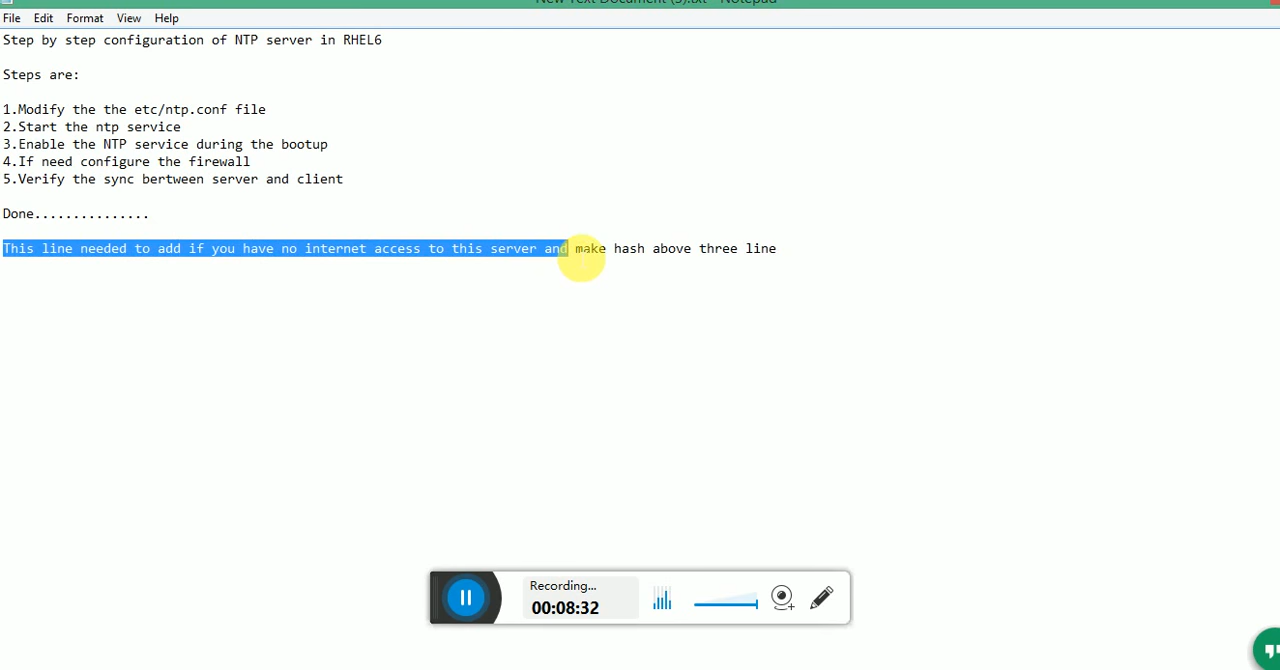 File Edit Format View Help
Step by step configuration of NTP server in RHEL6
Steps are:
1.Modify the the etc/ntp.conf file
2.Start the ntp service
3.Enable the NTP service during the bootup
4.If need configure the firewall
5.Verify the sync bertween server and client
Done...............
This line needed to add if you have no internet access to this server and make hash above three line
Recording...
00:08:32